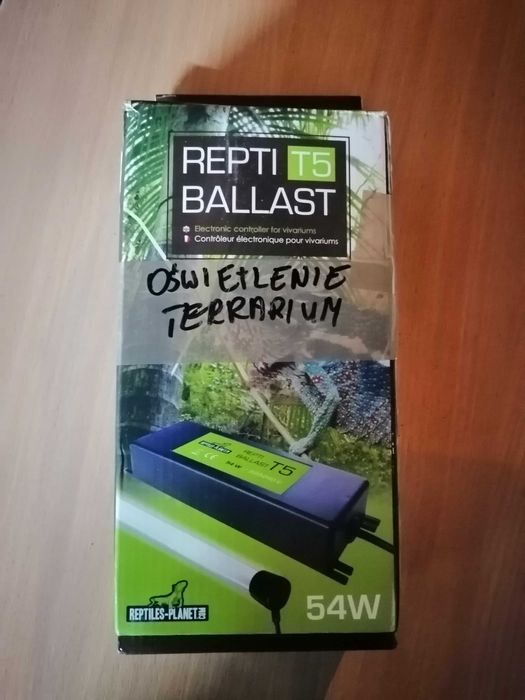 REPTI T5
BALLAST
Electronic controller for vivariums
Contrôleur électronique pour vivariums
OŚWIETLENIE
TERRARIUM
REPTI
BALLAST T5
54W
REPTILES-PLANET.COM
54W